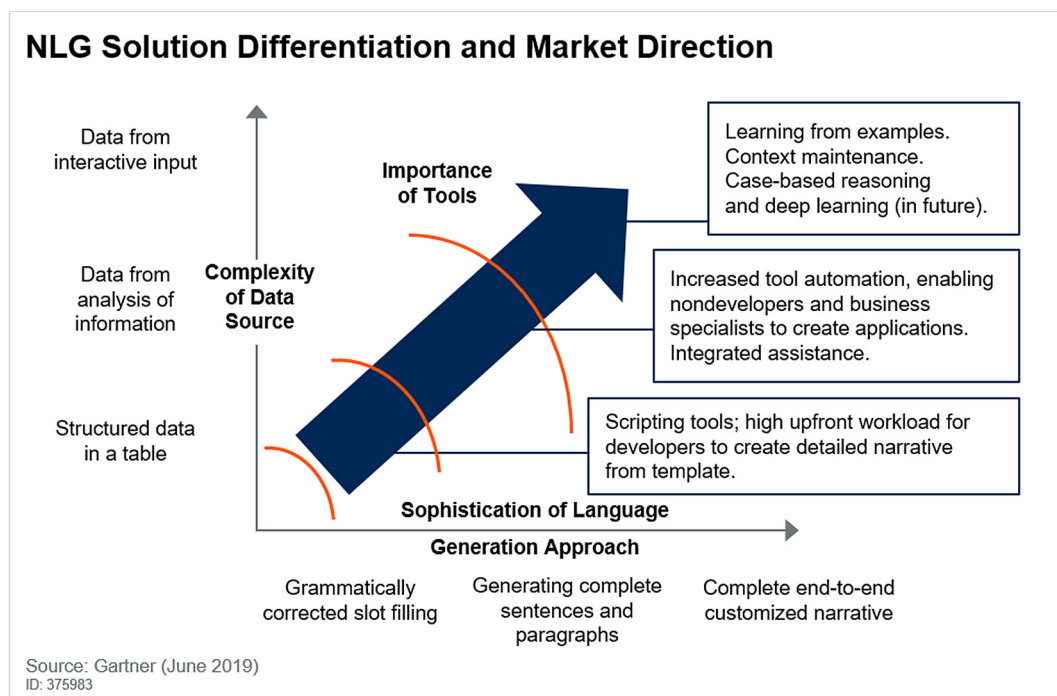 NLG Solution Differentiation and Market Direction
Data from
interactive input
Data from
analysis of
information
Structured data
in a table
Complexity
of Data
Source
Importance
of Tools
Learning from examples.
Context maintenance.
Case-based reasoning
and deep learning (in future).
Increased tool automation, enabling
nondevelopers and business
specialists to create applications.
Integrated assistance.
Scripting tools; high upfront workload for
developers to create detailed narrative
from template.
Sophistication of Language
Generation Approach
Grammatically
corrected slot filling
Generating complete
sentences and
paragraphs
Complete end-to-end
customized narrative
Source: Gartner (June 2019)
ID: 375983